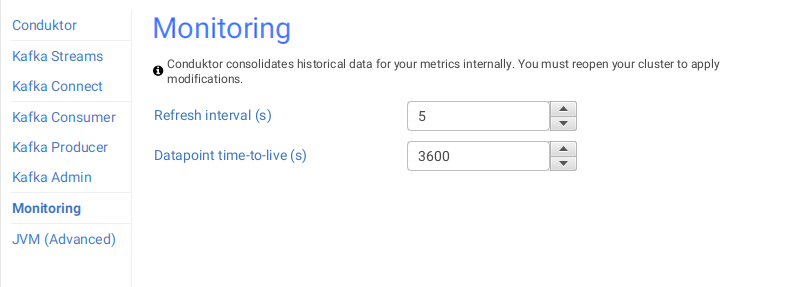 Conduktor
Kafka Streams
Kafka Connect
Kafka Consumer
Kafka Producer
Kafka Admin
Monitoring
JVM (Advanced)
Monitoring
Conduktor consolidates historical data for your metrics internally. You must reopen your cluster to apply
modifications.
Refresh interval (s)
5
Datapoint time-to-live (s)
3600